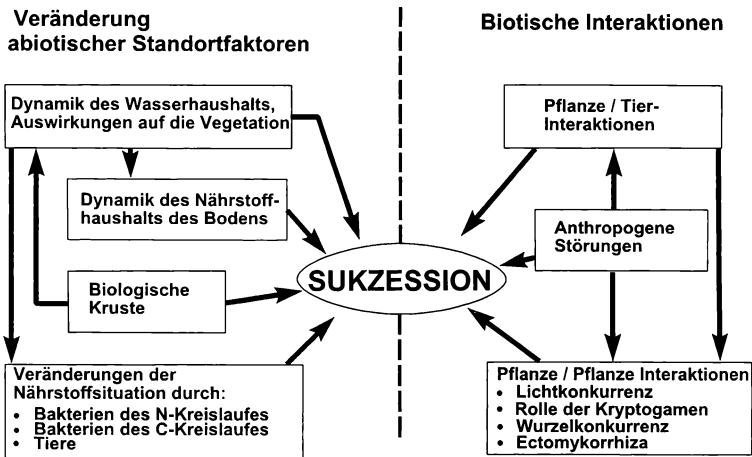 Veränderung
abiotischer Standortfaktoren
Biotische Interaktionen
Dynamik des Wasserhaushalts,
Auswirkungen auf die Vegetation
Pflanze / Tier-
Interaktionen
Dynamik des Nährstoff-
haushalts des Bodens
Anthropogene
Störungen
SUKZESSION
Biologische
Kruste
Veränderungen der
Nährstoffsituation durch:
• Bakterien des N-Kreislaufes
• Bakterien des C-Kreislaufes
• Tiere
Pflanze / Pflanze Interaktionen
• Lichtkonkurrenz
• Rolle der Kryptogamen
• Wurzelkonkurrenz
• Ectomykorrhiza